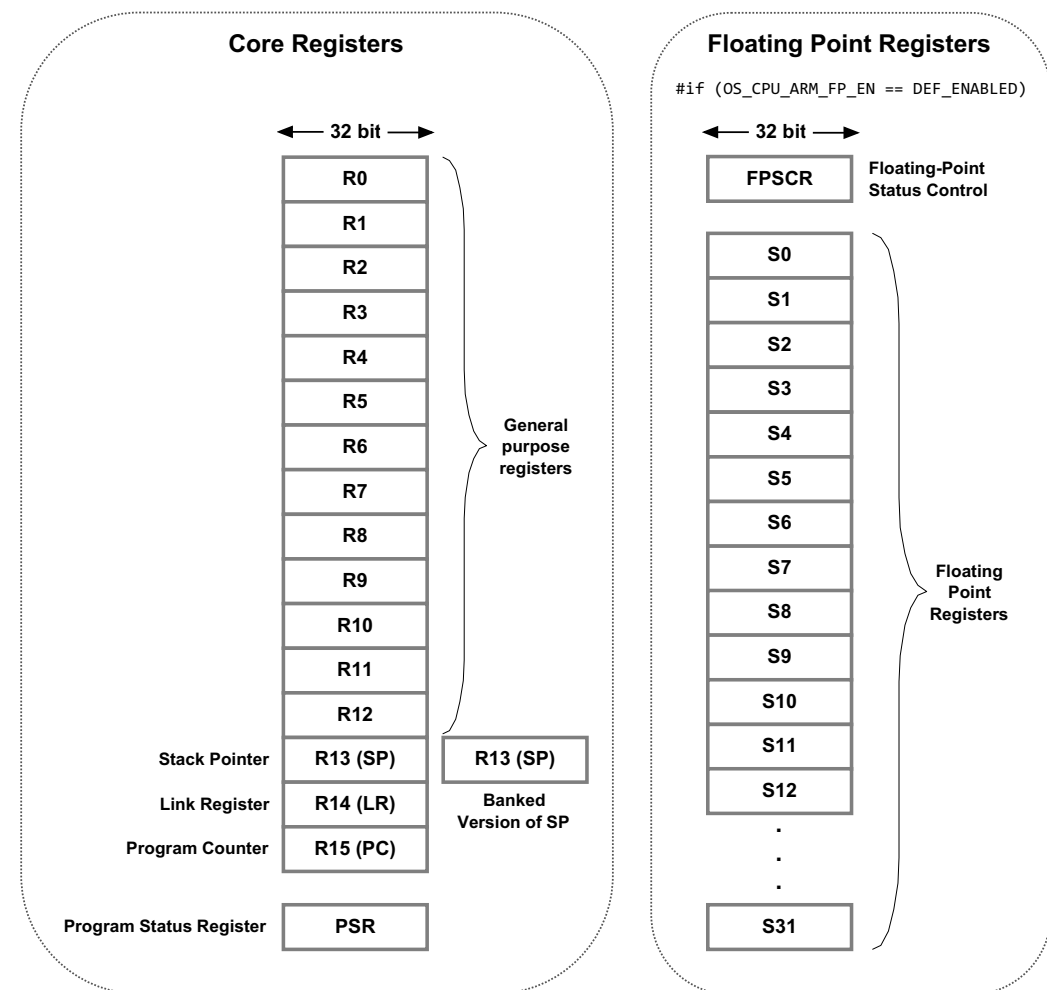 Core Registers
32 bit
R0
R1
R2
R3
R4
R5
R6
R7
R8
R9
R10
R11
R12
General
purpose
registers
Stack Pointer
R13 (SP)
R13 (SP)
Banked
Version of SP
Link Register
R14 (LR)
Program Counter
R15 (PC)
Program Status Register
PSR
Floating Point Registers
#if (OS_CPU_ARM_FP_EN == DEF_ENABLED)
32 bit
FPSCR
Floating-Point
Status Control
S0
S1
S2
S3
S4
S5
S6
S7
S8
S9
S10
S11
S12
.
.
.
S31
Floating
Point
Registers